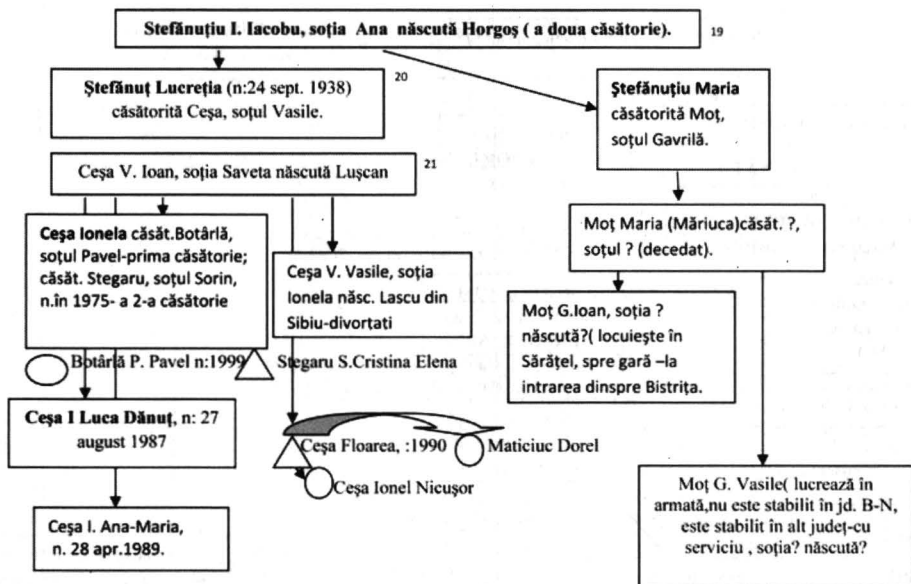 Stefănuțiu I. Iacobu, soția Ana născută Horgoș ( a doua căsătorie). 19
Ștefănuț Lucreția (n:24 sept. 1938) 20
căsătorită Ceșa, soțul Vasile.
Ștefănuțiu Maria
căsătorită Moț,
soțul Gavrilă.
Ceșa V. Ioan, soția Saveta născută Lușcan 21
Ceșa Ionela căsăt.Botârlă,
soțul Pavel-prima căsătorie;
căsăt. Stegaru, soțul Sorin,
n.în 1975- a 2-a căsătorie
Ceșa V. Vasile, soția
Ionela născ. Lascu din
Sibiu-divortati
Moț Maria (Măriuca)căsăt. ?,
soțul ? (decedat).
Moț G.Ioan, soția ?
născută?( locuiește în
Sărățel, spre gară –la
intrarea dinspre Bistrița.
Botârlă P. Pavel n:1999
Stegaru S.Cristina Elena
Ceșa I Luca Dănuț, n: 27
august 1987
Ceșa Floarea, :1990
Maticiuc Dorel
Ceșa Ionel Nicușor
Ceșa I. Ana-Maria,
n. 28 apr.1989.
Moț G. Vasile( lucrează în
armată,nu este stabilit în jd. B-N,
este stabilit în alt județ-cu
serviciu , soția? născută?